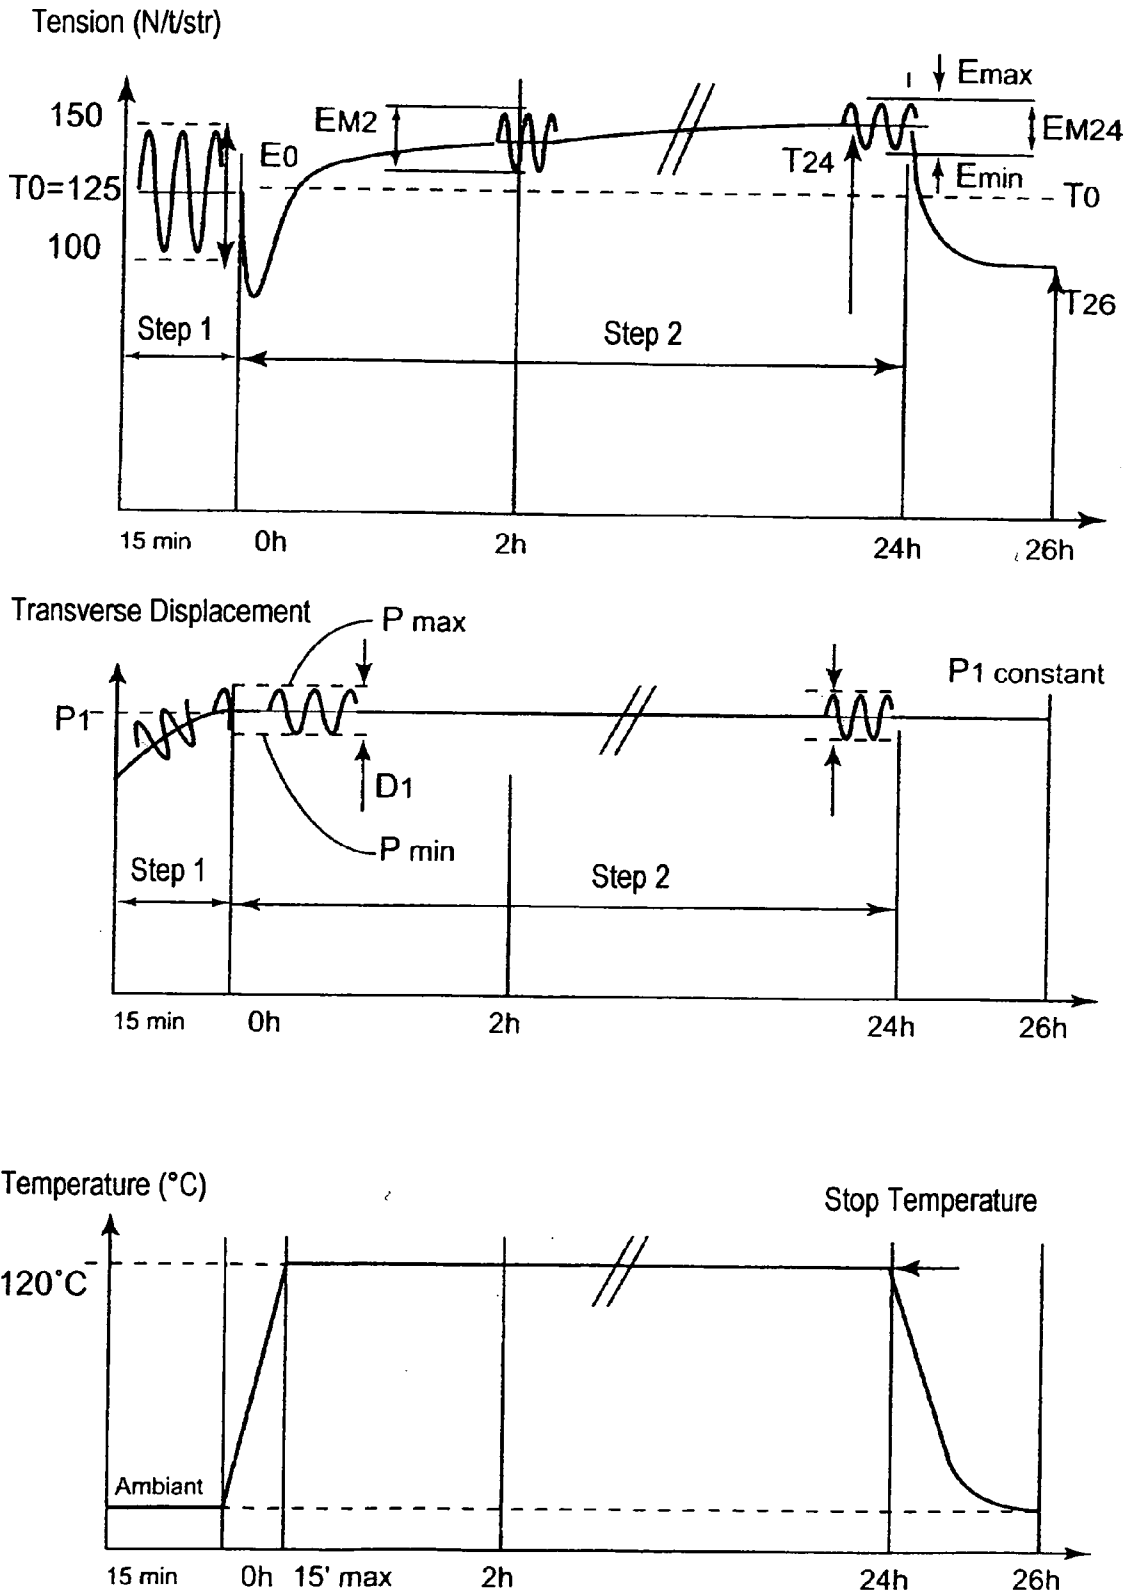 Tension (N/t/str)
150
T0=125
100
E0
EM2
T24
Emax
EM24
Emin
T0
T26
Step 1
Step 2
15 min 0h 2h 24h 26h
Transverse Displacement
P max
P1 constant
P1
D1
P min
Step 1
Step 2
15 min 0h 2h 24h 26h
Temperature (°C)
Stop Temperature
120°C
Ambiant
15 min 0h 15' max 2h 24h 26h